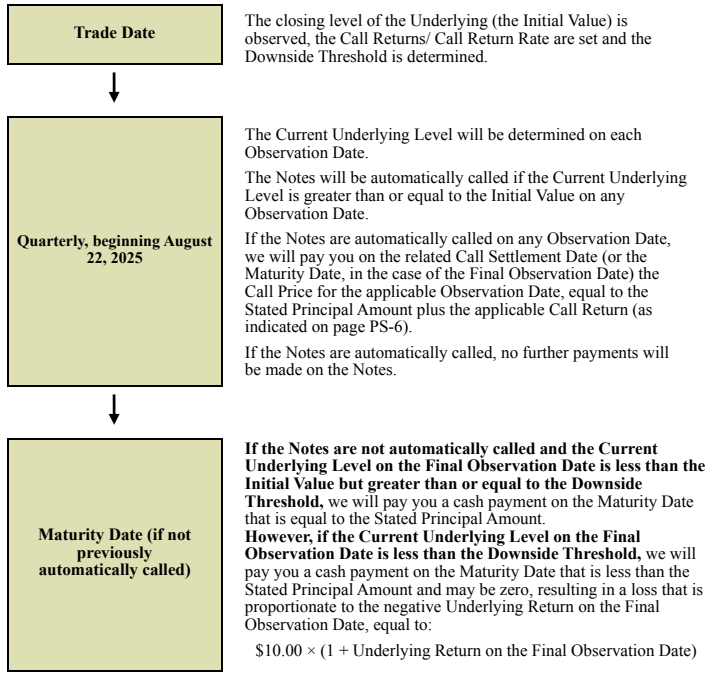 Trade Date
The closing level of the Underlying (the Initial Value) is
observed, the Call Returns/ Call Return Rate are set and the
Downside Threshold is determined.
Quarterly, beginning August
22, 2025
The Current Underlying Level will be determined on each
Observation Date.
The Notes will be automatically called if the Current Underlying
Level is greater than or equal to the Initial Value on any
Observation Date.
If the Notes are automatically called on any Observation Date,
we will pay you on the related Call Settlement Date (or the
Maturity Date, in the case of the Final Observation Date) the
Call Price for the applicable Observation Date, equal to the
Stated Principal Amount plus the applicable Call Return (as
indicated on page PS-6).
If the Notes are automatically called, no further payments will
be made on the Notes.
Maturity Date (if not
previously
automatically called)
If the Notes are not automatically called and the Current
Underlying Level on the Final Observation Date is less than the
Initial Value but greater than or equal to the Downside
Threshold, we will pay you a cash payment on the Maturity Date
that is equal to the Stated Principal Amount.
However, if the Current Underlying Level on the Final
Observation Date is less than the Downside Threshold, we will
pay you a cash payment on the Maturity Date that is less than the
Stated Principal Amount and may be zero, resulting in a loss that is
proportionate to the negative Underlying Return on the Final
Observation Date, equal to:
$10.00 × (1 + Underlying Return on the Final Observation Date)